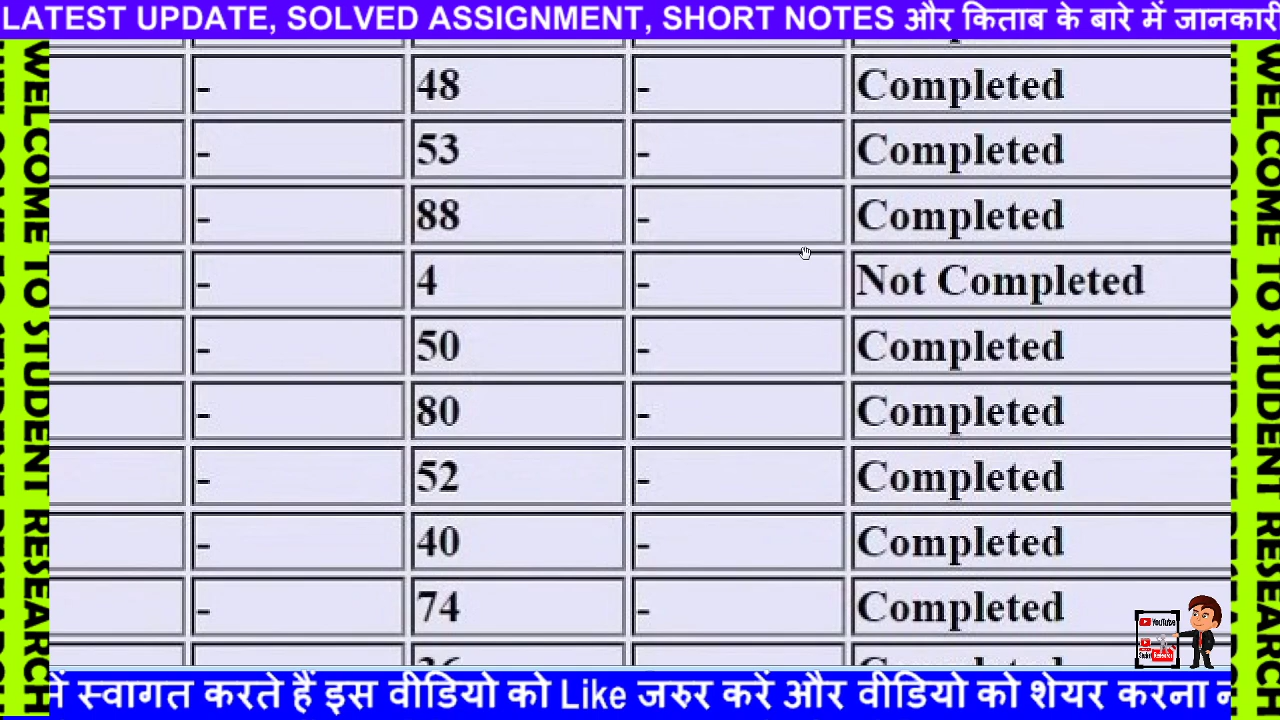 LATEST UPDATE, SOLVED ASSIGNMENT, SHORT NOTES और किताब के बारे में जानकारी
- 48 - Completed
- 53 - Completed
- 88 - Completed
- 4 - Not Completed
- 50 - Completed
- 80 - Completed
- 52 - Completed
- 40 - Completed
- 74 - Completed
WELCOME TO STUDENT RESEARCH
WELCOME TO STUDENT RESEARCH
YouTube
में स्वागत करते हैं इस वीडियो को Like जरुर करें और वीडियो को शेयर करना